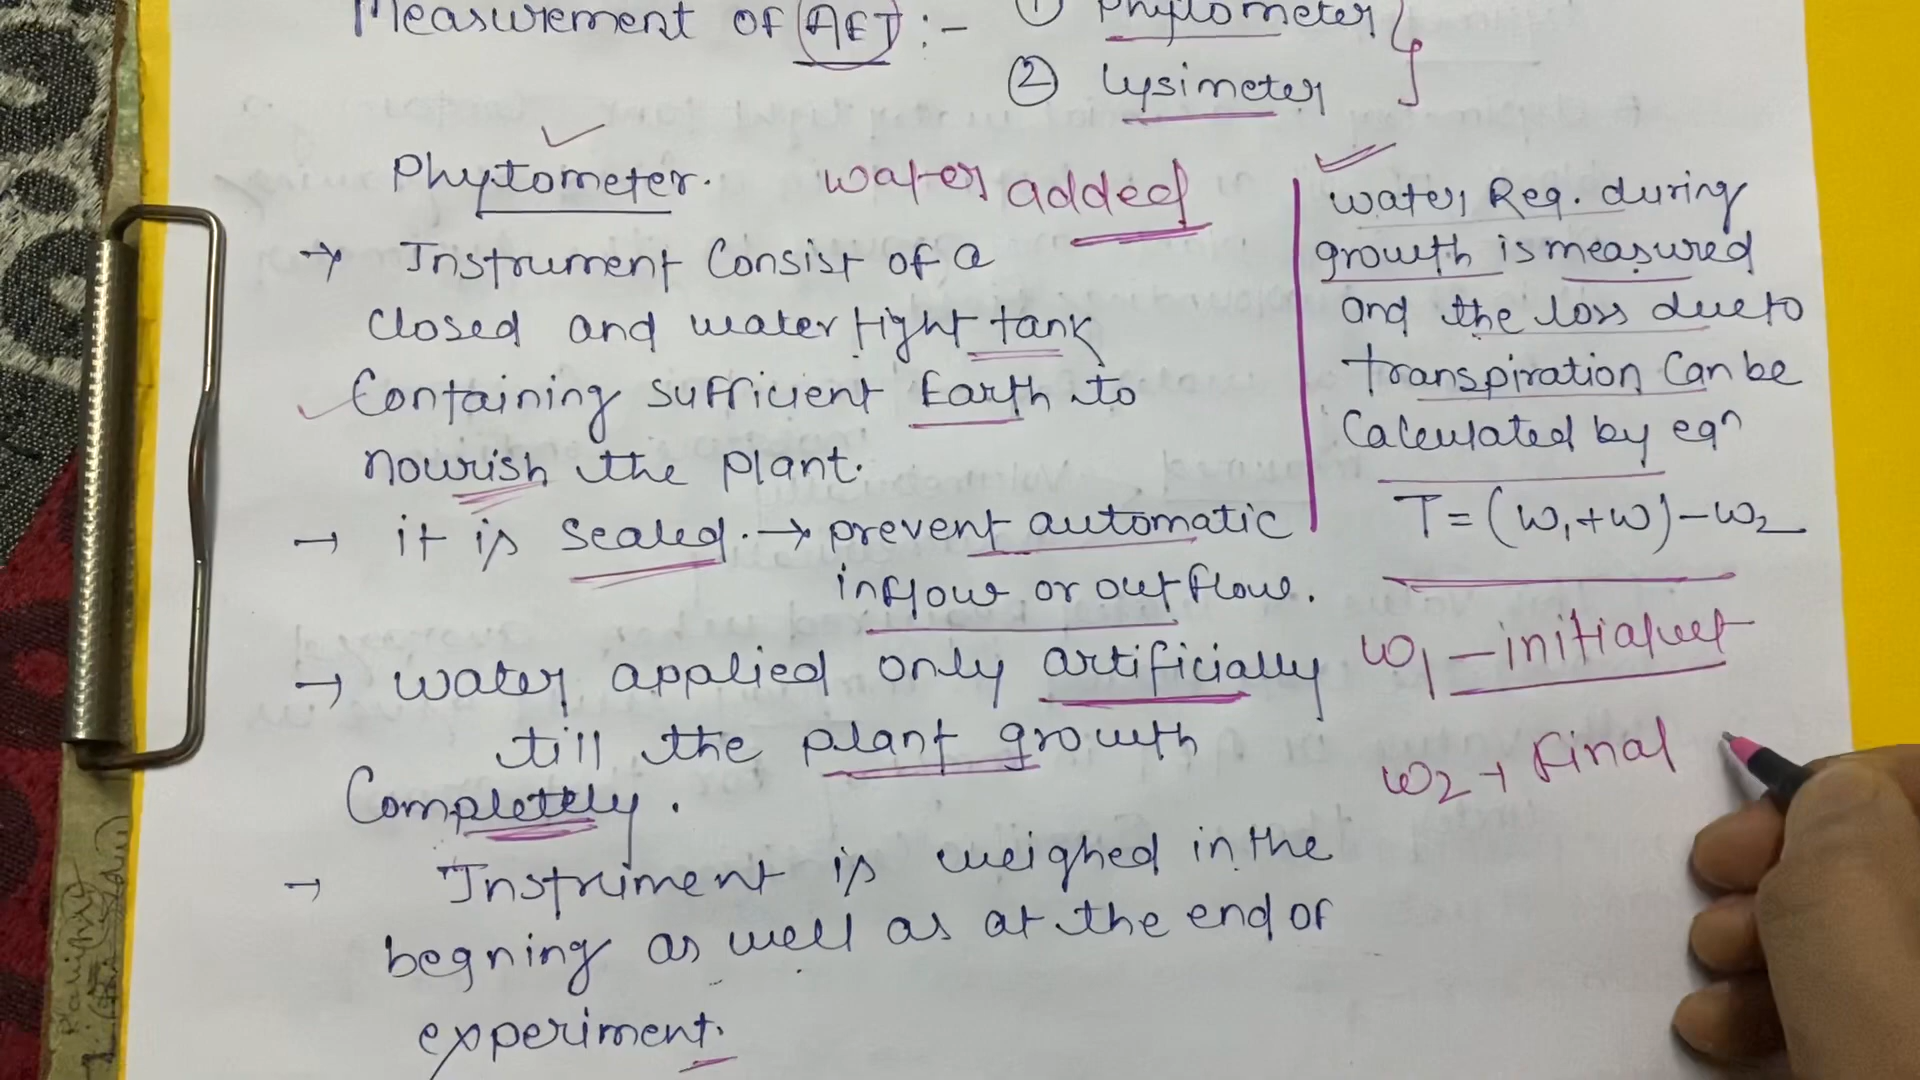 Measurement of (AET) :- ① Phytometer
② Lysimeter
Phytometer. water added
→ Instrument Consist of a
closed and water tight tank
Containing sufficient Earth to
nourish the plant.
→ it is sealed. → prevent automatic
inflow or outflow.
→ water applied only artificially
till the plant growth
Completely.
→ Instriment is weighed in the
begning as well as at the end of
experiment.
water Req. during
growth is measured
and the loss due to
transpiration Can be
Calculated by eqn
T = (W1+W) - W2
W1 - initial wt
W2 → Final